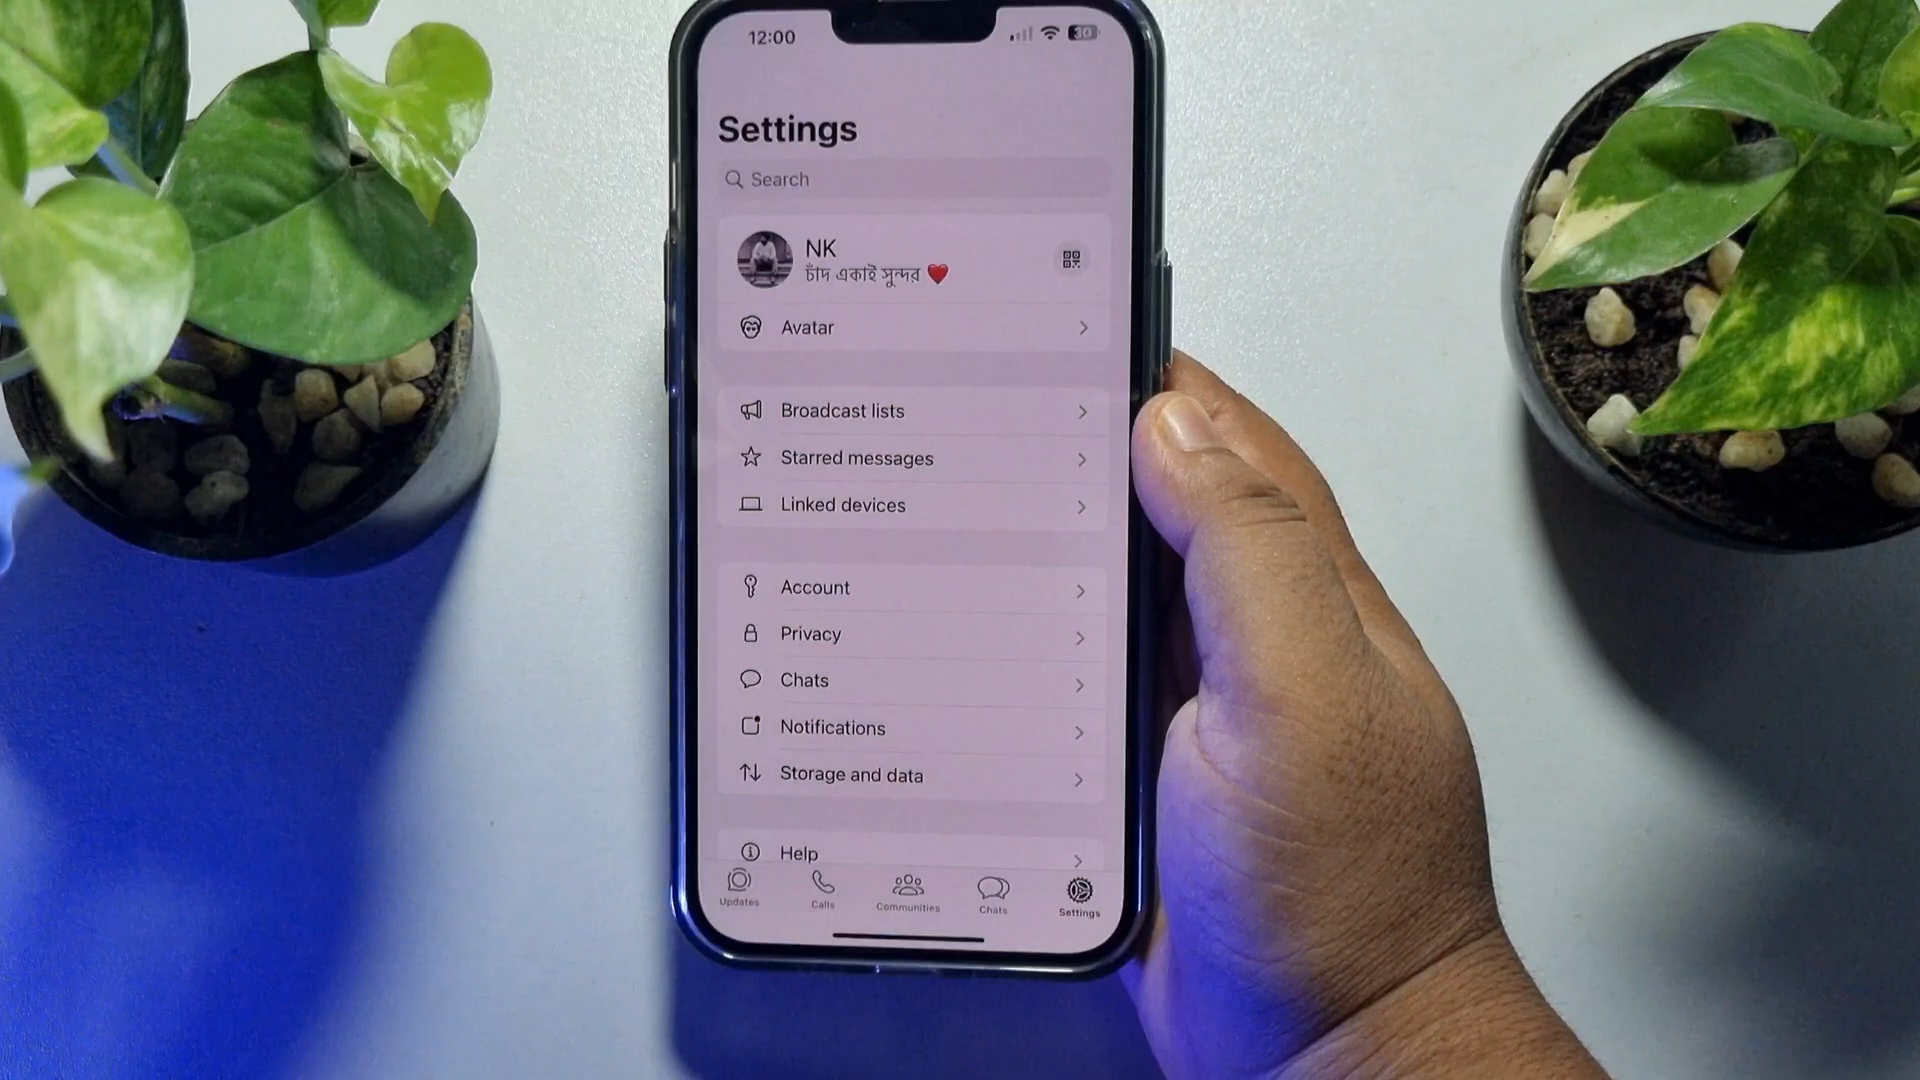 12:00
30
Settings
Search
NK
চাঁদ একাই সুন্দর ❤️
Avatar
Broadcast lists
Starred messages
Linked devices
Account
Privacy
Chats
Notifications
Storage and data
Help
Updates
Calls
Communities
Chats
Settings